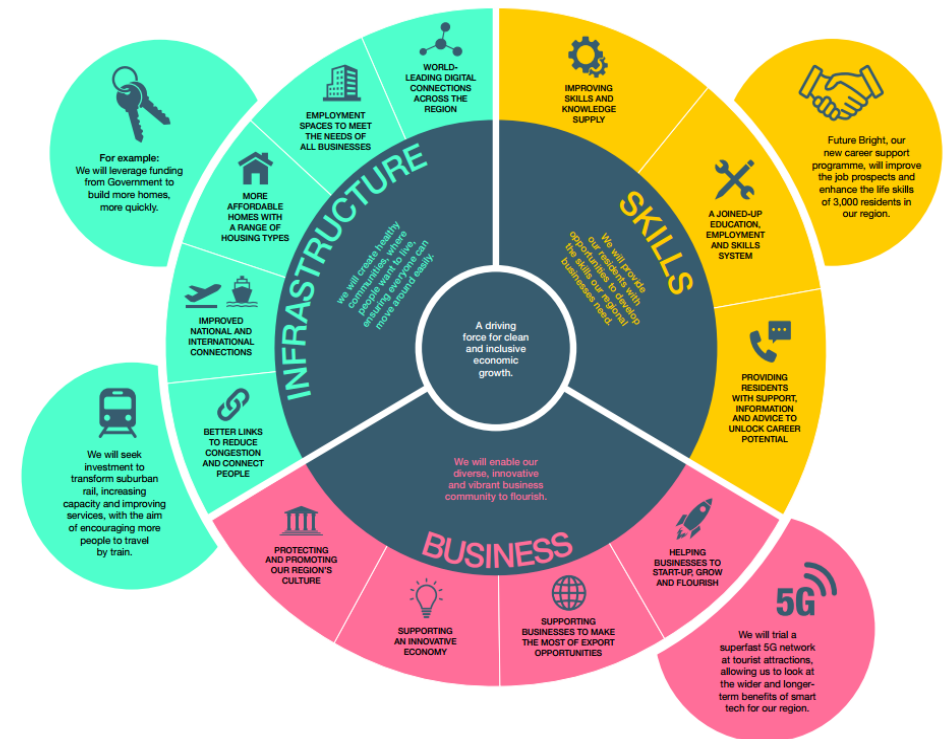 For example:
We will leverage funding
from Government to
build more homes,
more quickly.
WORLD-
LEADING DIGITAL
CONNECTIONS
ACROSS THE
REGION
EMPLOYMENT
SPACES TO MEET
THE NEEDS OF
ALL BUSINESSES
MORE
AFFORDABLE
HOMES WITH
A RANGE OF
HOUSING TYPES
IMPROVED
NATIONAL AND
INTERNATIONAL
CONNECTIONS
BETTER LINKS
TO REDUCE
CONGESTION
AND CONNECT
PEOPLE
We will seek
investment to
transform suburban
rail, increasing
capacity and improving
services, with the aim
of encouraging more
people to travel
by train.
INFRASTRUCTURE
we will create healthy
communities, where
people want to live,
ensuring everyone can
move around easily.
A driving
force for clean
and inclusive
economic
growth.
SKILLS
We will provide
our residents with
opportunities to develop
the skills our regional
businesses need.
IMPROVING
SKILLS AND
KNOWLEDGE
SUPPLY
A JOINED-UP
EDUCATION,
EMPLOYMENT
AND SKILLS
SYSTEM
PROVIDING
RESIDENTS
WITH SUPPORT,
INFORMATION
AND ADVICE TO
UNLOCK CAREER
POTENTIAL
Future Bright, our
new career support
programme, will improve
the job prospects and
enhance the life skills
of 3,000 residents in
our region.
We will enable our
diverse, innovative
and vibrant business
community to flourish.
BUSINESS
PROTECTING
AND PROMOTING
OUR REGION'S
CULTURE
SUPPORTING
AN INNOVATIVE
ECONOMY
SUPPORTING
BUSINESSES TO MAKE
THE MOST OF EXPORT
OPPORTUNITIES
HELPING
BUSINESSES TO
START-UP, GROW
AND FLOURISH
5G
We will trial a
superfast 5G network
at tourist attractions,
allowing us to look at
the wider and longer-
term benefits of smart
tech for our region.